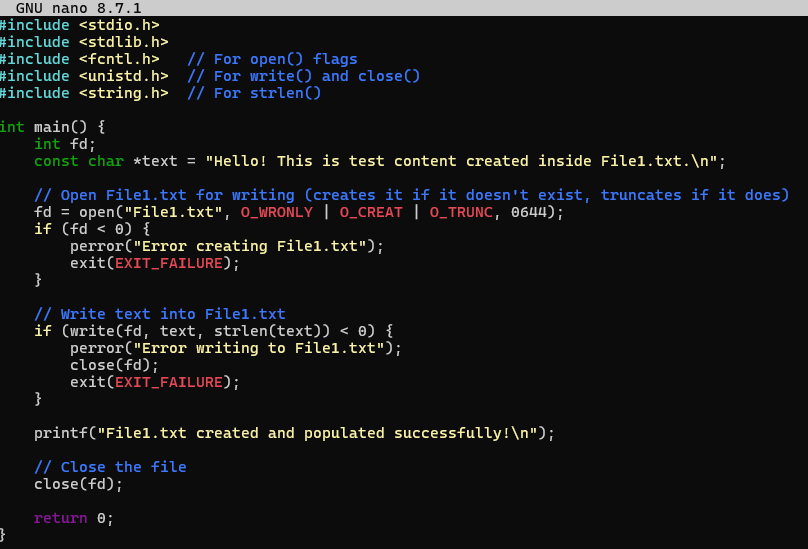 GNU nano 8.7.1
#include <stdio.h>
#include <stdlib.h>
#include <fcntl.h>   // For open() flags
#include <unistd.h>  // For write() and close()
#include <string.h>  // For strlen()

int main() {
    int fd;
    const char *text = "Hello! This is test content created inside File1.txt.\n";

    // Open File1.txt for writing (creates it if it doesn't exist, truncates if it does)
    fd = open("File1.txt", O_WRONLY | O_CREAT | O_TRUNC, 0644);
    if (fd < 0) {
        perror("Error creating File1.txt");
        exit(EXIT_FAILURE);
    }

    // Write text into File1.txt
    if (write(fd, text, strlen(text)) < 0) {
        perror("Error writing to File1.txt");
        close(fd);
        exit(EXIT_FAILURE);
    }

    printf("File1.txt created and populated successfully!\n");

    // Close the file
    close(fd);

    return 0;
}